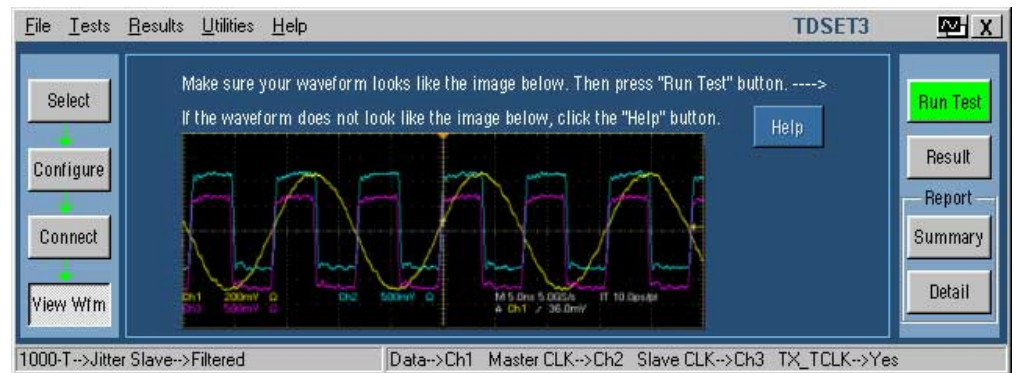 File Tests Results Utilities Help TDSET3 X
Make sure your waveform looks like the image below. Then press "Run Test" button. ---->
If the waveform does not look like the image below, click the "Help" button.
Help
Select
Configure
Connect
View Wfm
Run Test
Result
Report
Summary
Detail
Ch1 200mV Ω Ch2 500mV Ω M 5.0ns 5.0GS/s IT 10.0ps/pt
Ch3 500mV Ω A Ch1 / 36.0mV
1000-T-->Jitter Slave-->Filtered Data-->Ch1 Master CLK-->Ch2 Slave CLK-->Ch3 TX_TCLK-->Yes